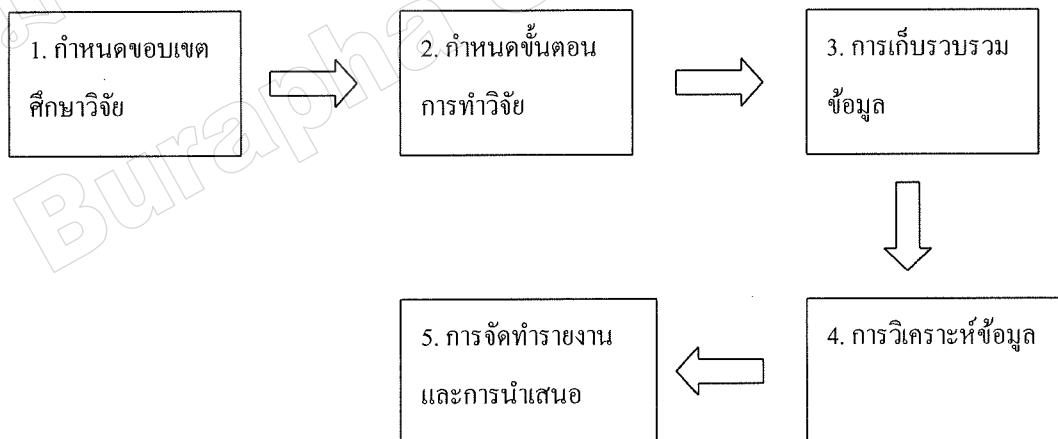 Burapha
1. กำหนดขอบเขต
ศึกษาวิจัย
2. กำหนดขั้นตอน
การทำวิจัย
3. การเก็บรวบรวม
ข้อมูล
4. การวิเคราะห์ข้อมูล
5. การจัดทำรายงาน
และการนำเสนอ